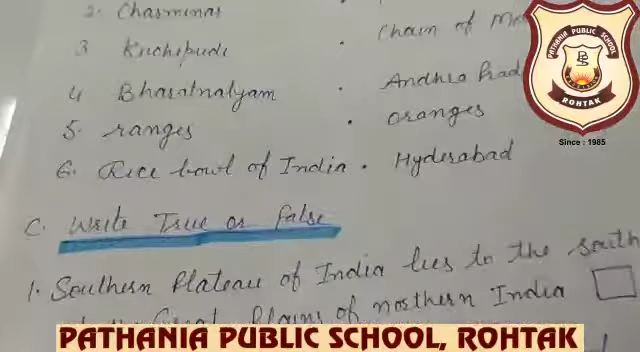 2. Charminar
Chain of
3. Kuchipudi
4. Bharatnatyam . Andhra Prad
5. ranges . oranges
6. Rice bowl of India . Hyderabad
C. Write True or False
1. Southern Plateau of India lies to the south
Great Plains of northern India
PATHANIA PUBLIC SCHOOL
PS
ROHTAK
Since : 1985
PATHANIA PUBLIC SCHOOL, ROHTAK